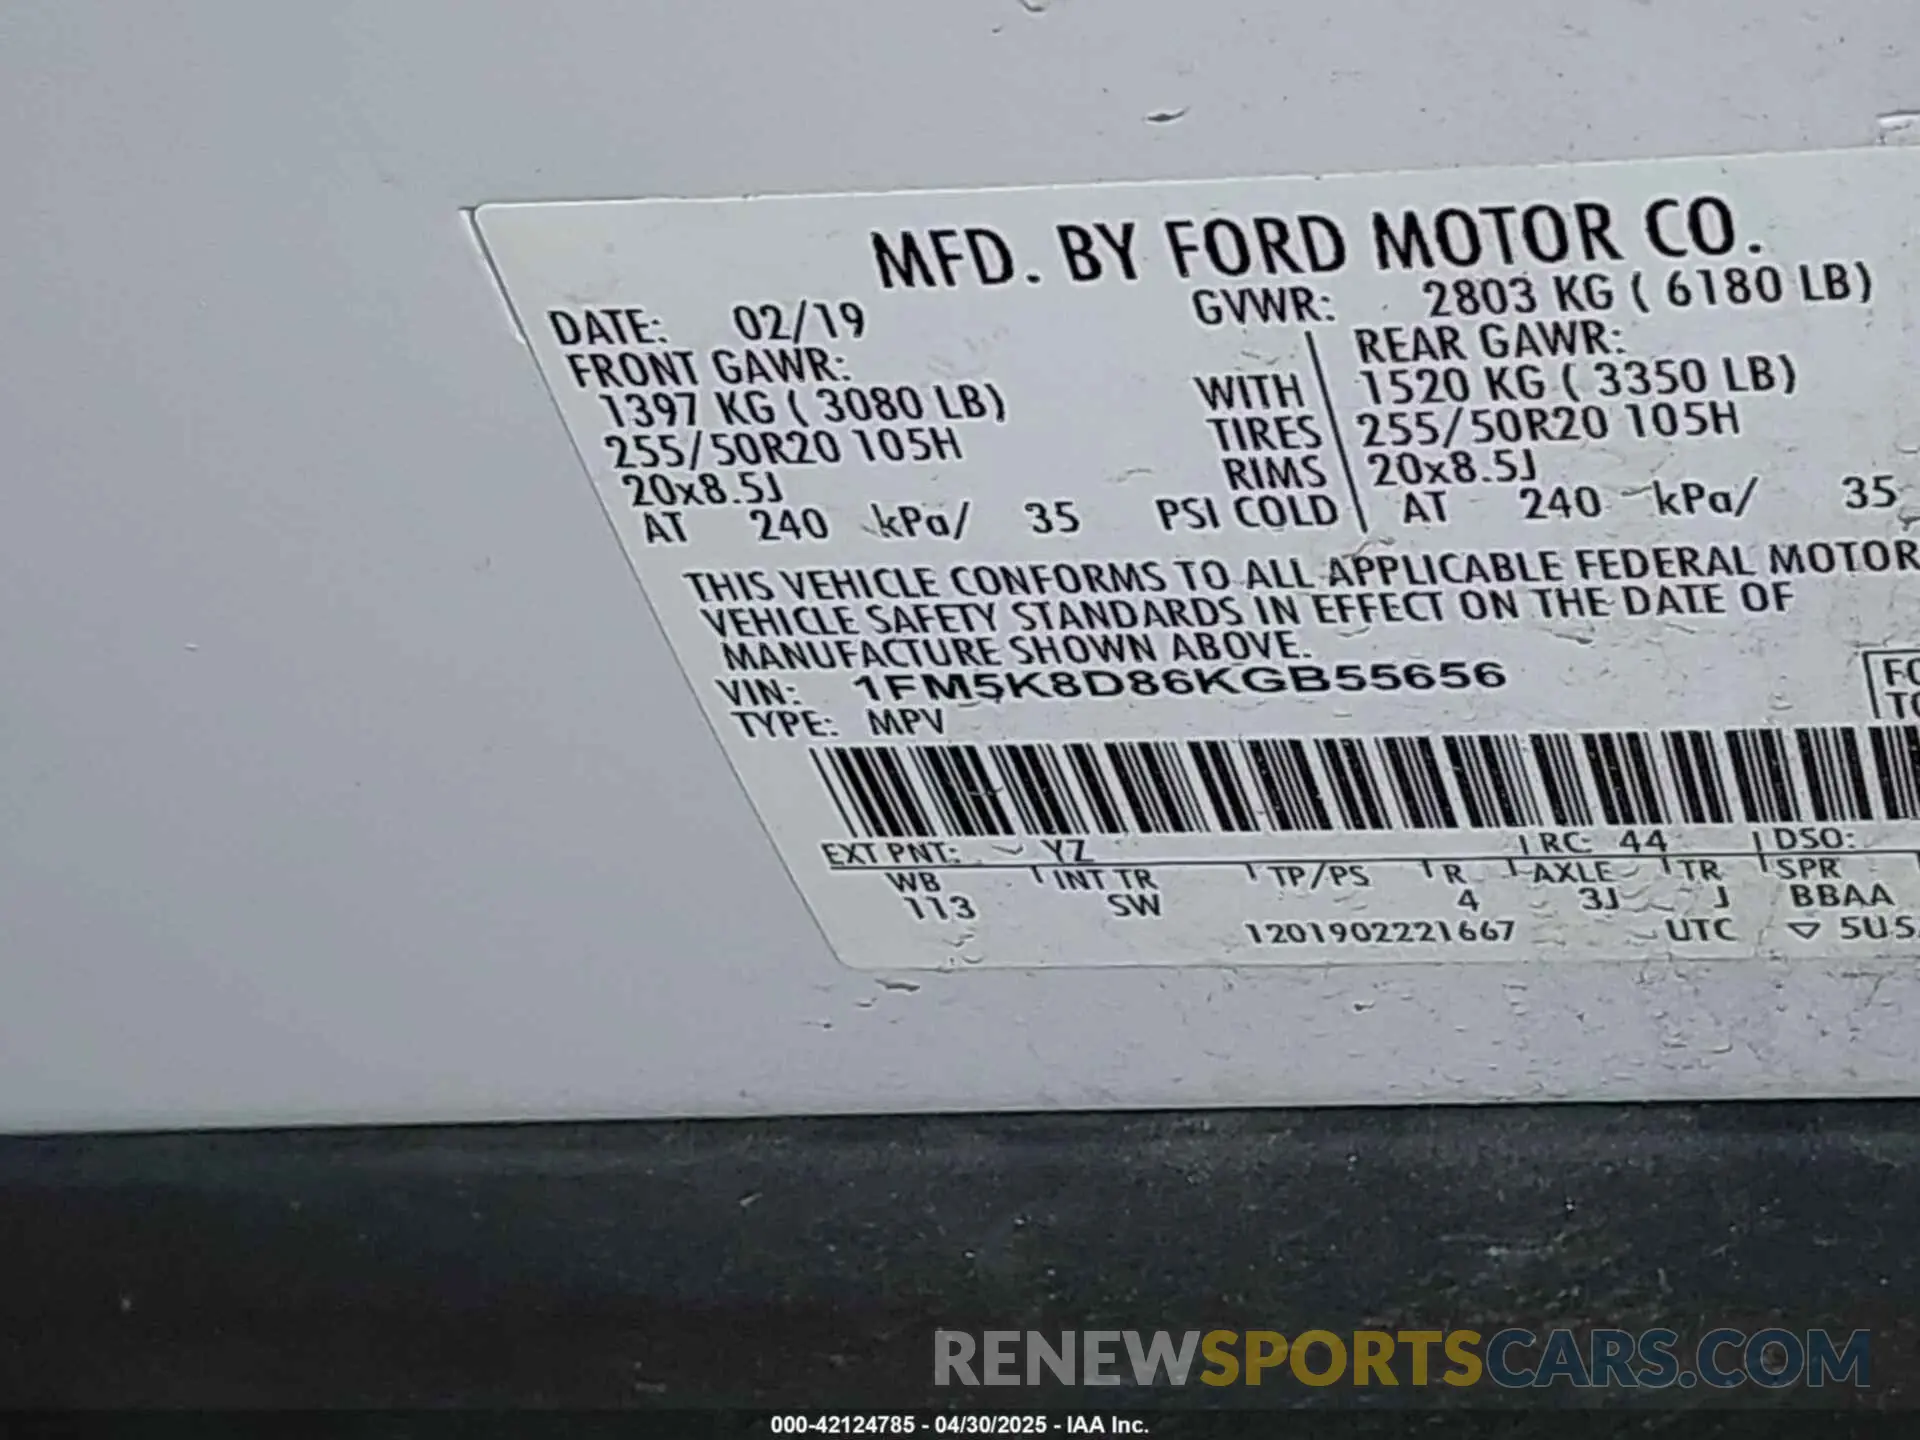 MFD. BY FORD MOTOR CO.
DATE: 02/19 GVWR: 2803 KG ( 6180 LB)
FRONT GAWR: REAR GAWR:
1397 KG ( 3080 LB) WITH 1520 KG ( 3350 LB)
255/50R20 105H TIRES 255/50R20 105H
20x8.5J RIMS 20x8.5J
AT 240 kPa/ 35 PSI COLD AT 240 kPa/ 35
THIS VEHICLE CONFORMS TO ALL APPLICABLE FEDERAL MOTOR
VEHICLE SAFETY STANDARDS IN EFFECT ON THE DATE OF
MANUFACTURE SHOWN ABOVE.
VIN: 1FM5K8D86KGB55656
TYPE: MPV
EXT PNT: YZ RC: 44 DSO:
WB INT TR TP/PS R AXLE TR SPR
113 SW 4 3J J BBAA
1201902221667 UTC ▽ 5U5
RENEWSPORTSCARS.COM
000-42124785 - 04/30/2025 - IAA Inc.